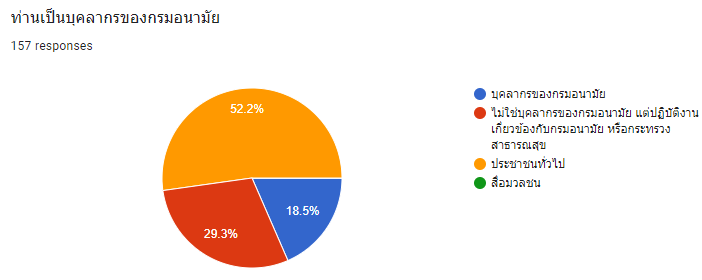 ท่านเป็นบุคลากรของกรมอนามัย
157 responses
52.2%
29.3%
18.5%
บุคลากรของกรมอนามัย
ไม่ใช่บุคลากรของกรมอนามัย แต่ปฏิบัติงาน
เกี่ยวข้องกับกรมอนามัย หรือกระทรวง
สาธารณสุข
ประชาชนทั่วไป
สื่อมวลชน